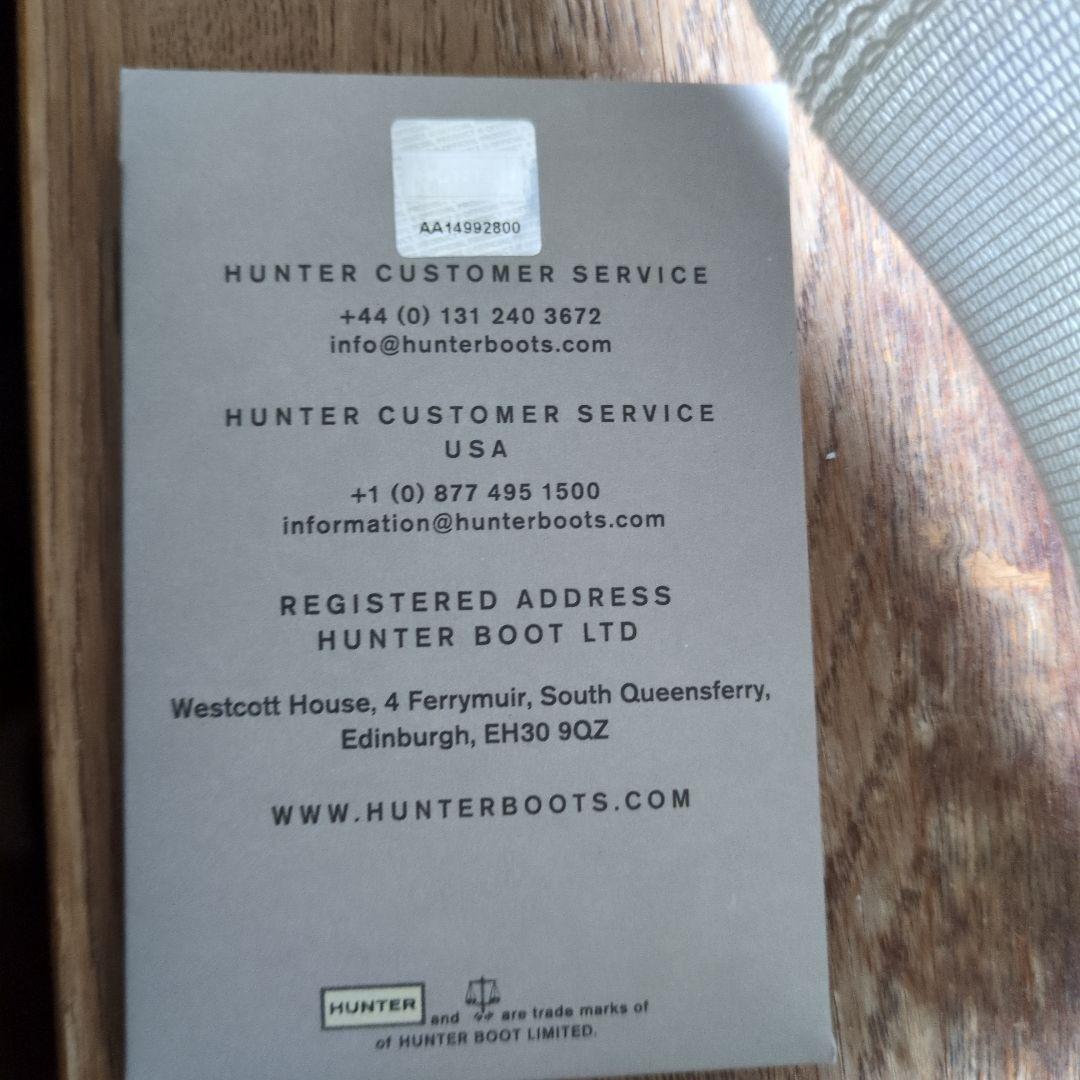 AA14992800
HUNTER CUSTOMER SERVICE
+44 (0) 131 240 3672
info@hunterboots.com
HUNTER CUSTOMER SERVICE
USA
+1 (0) 877 495 1500
information@hunterboots.com
REGISTERED ADDRESS
HUNTER BOOT LTD
Westcott House, 4 Ferrymuir, South Queensferry,
Edinburgh, EH30 9QZ
WWW.HUNTERBOOTS.COM
HUNTER and are trade marks of
of HUNTER BOOT LIMITED.